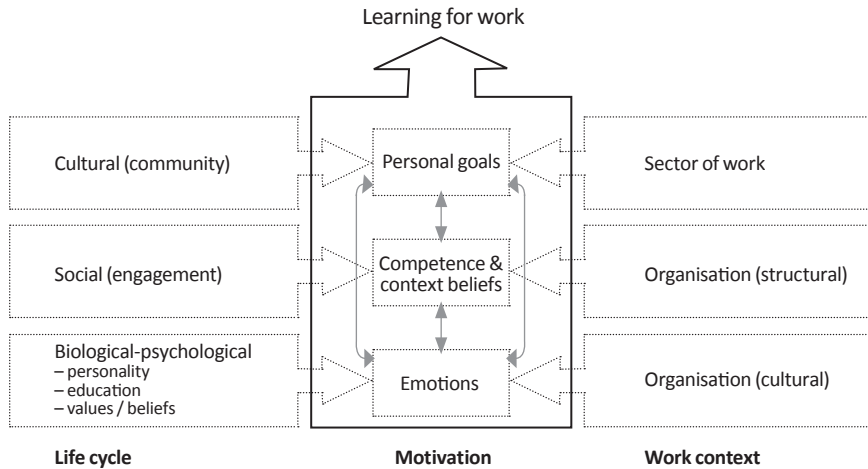 Learning for work
Cultural (community)
Personal goals
Sector of work
Social (engagement)
Competence &
context beliefs
Organisation (structural)
Biological-psychological
– personality
– education
– values / beliefs
Emotions
Organisation (cultural)
Life cycle
Motivation
Work context